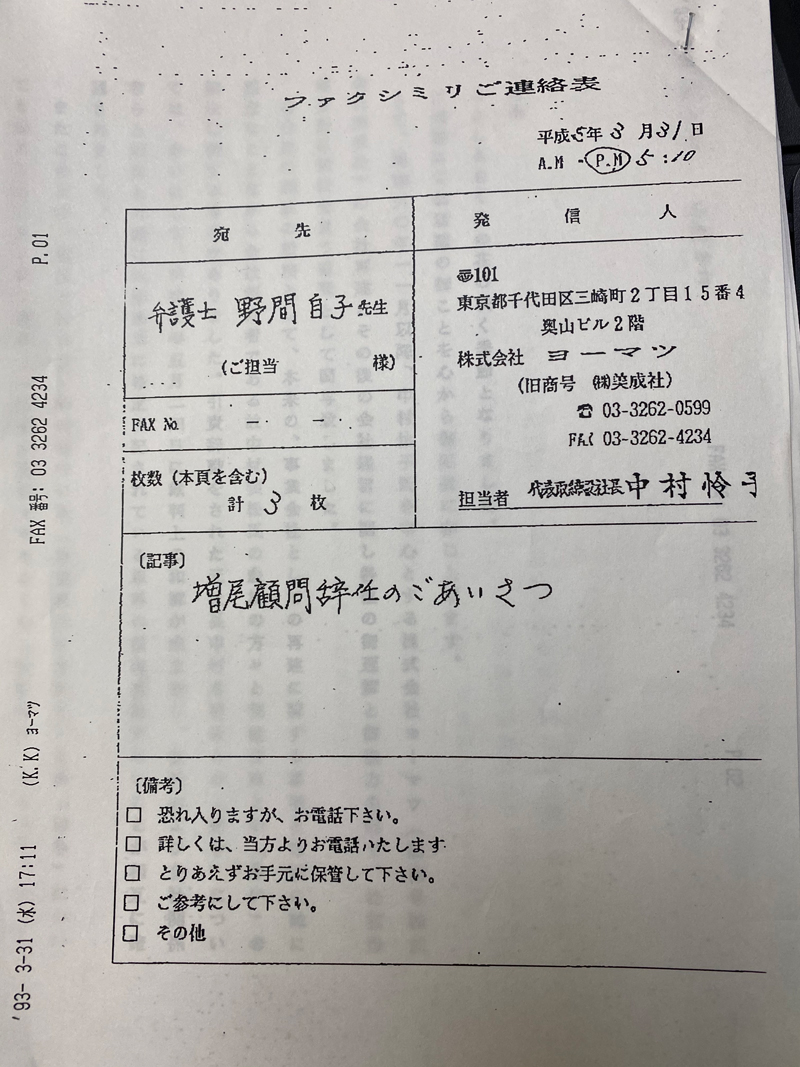 ファクシミリご連絡表
平成5年3月31日
A.M - P.M 5:10
宛先
弁護士 野間自子先生
(ご担当 様)
FAX No. － －
枚数(本頁を含む)
計 3 枚
発信人
〠101
東京都千代田区三崎町2丁目15番4
奥山ビル2階
株式会社 ヨーマツ
(旧商号 ㈱美成社)
☎ 03-3262-0599
FAX 03-3262-4234
担当者 代表取締役社長 中村怜子
〔記事〕
増尾顧問辞任のごあいさつ
〔備考〕
□ 恐れ入りますが、お電話下さい。
□ 詳しくは、当方よりお電話いたします
□ とりあえずお手元に保管して下さい。
□ ご参考にして下さい。
□ その他
'93- 3-31 (水) 17:11 (K.K) ヨーマツ FAX 番号: 03 3262 4234 P.01